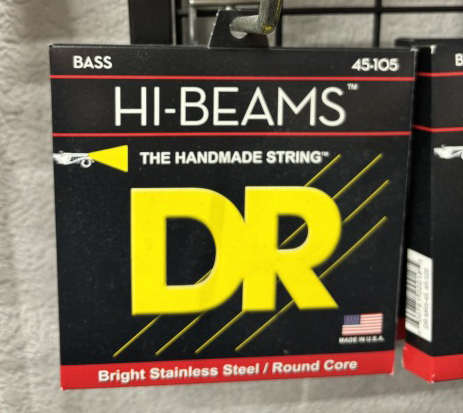 BASS 45-105
HI-BEAMS™
THE HANDMADE STRING™
DR
MADE IN U.S.A.
Bright Stainless Steel / Round Core
B